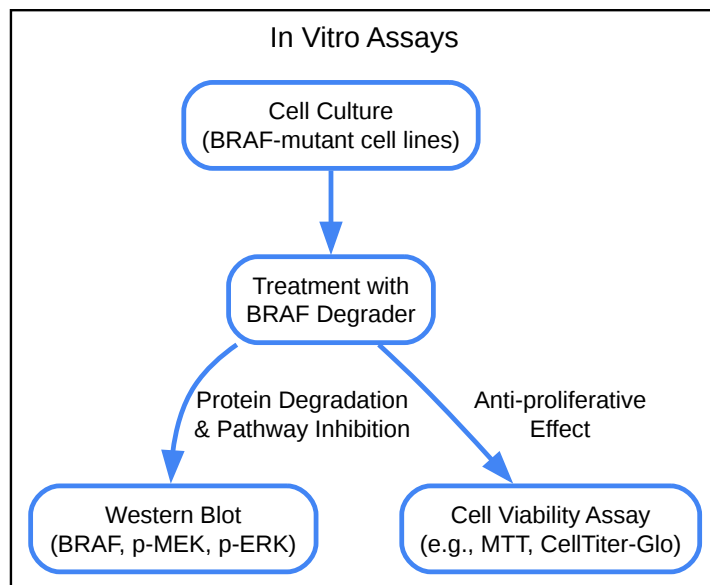 In Vitro Assays
Cell Culture
(BRAF-mutant cell lines)
Treatment with
BRAF Degrader
Protein Degradation
& Pathway Inhibition
Anti-proliferative
Effect
Western Blot
(BRAF, p-MEK, p-ERK)
Cell Viability Assay
(e.g., MTT, CellTiter-Glo)